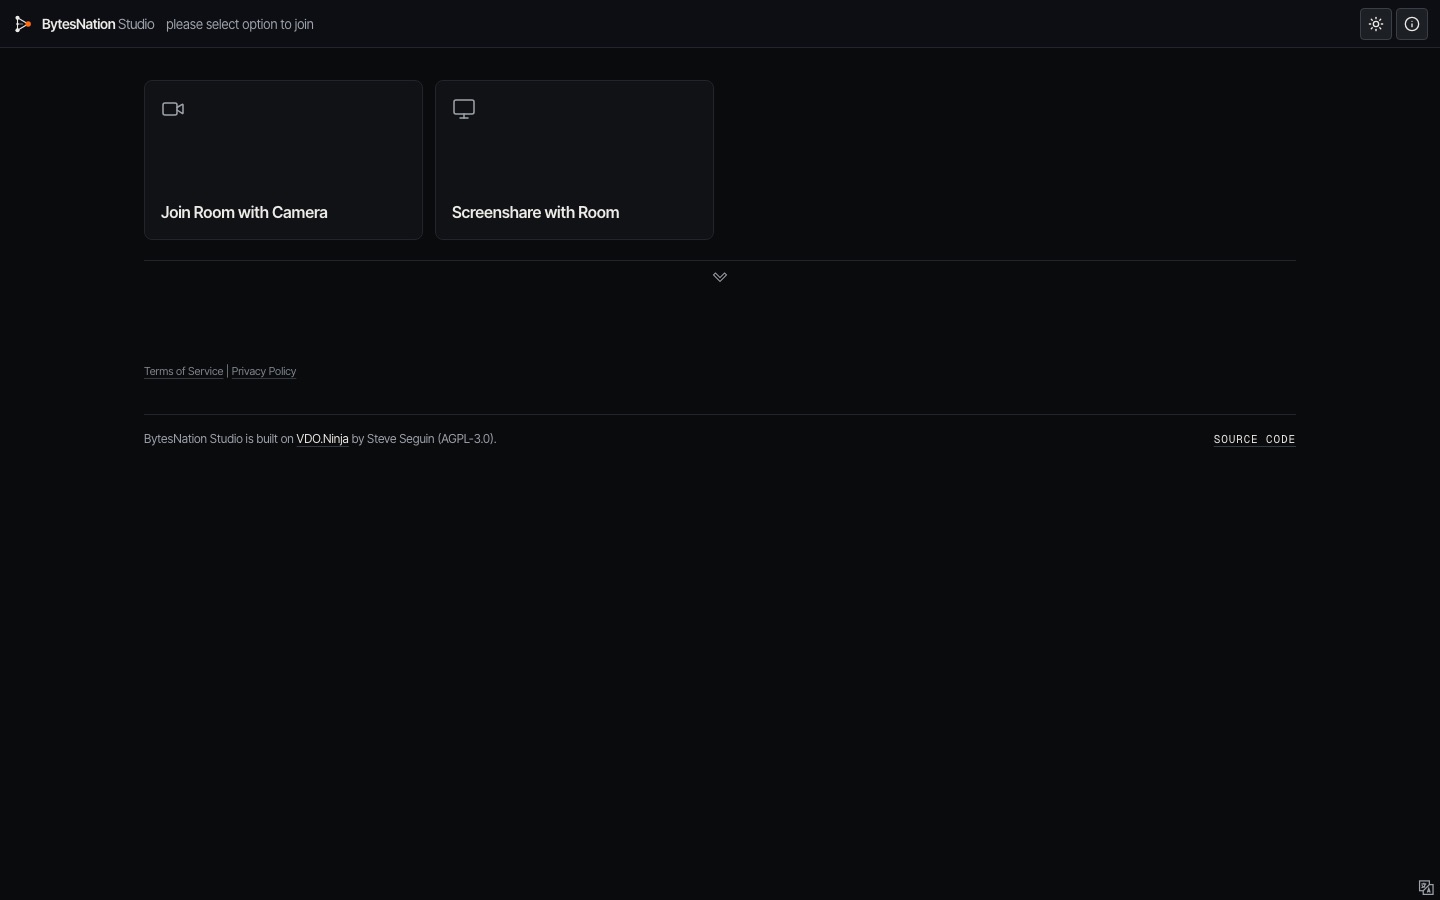 BytesNation Studio please select option to join
Join Room with Camera
Screenshare with Room
Terms of Service | Privacy Policy
BytesNation Studio is built on VDO.Ninja by Steve Seguin (AGPL-3.0).
SOURCE CODE